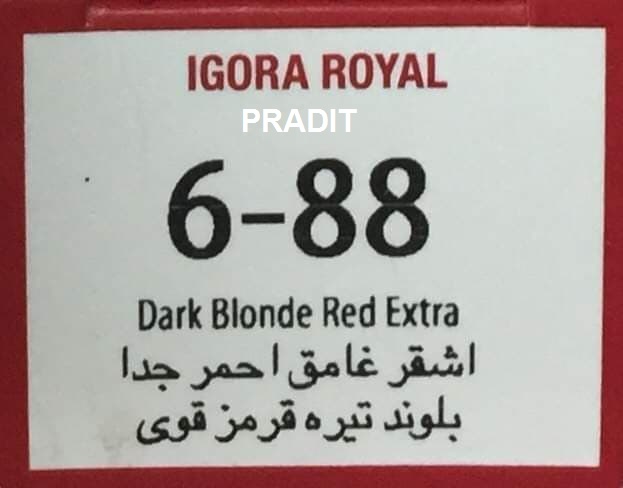 IGORA ROYAL
PRADIT
6-88
Dark Blonde Red Extra
اشقر غامق احمر جدا
بلوند تیره قرمز قوی